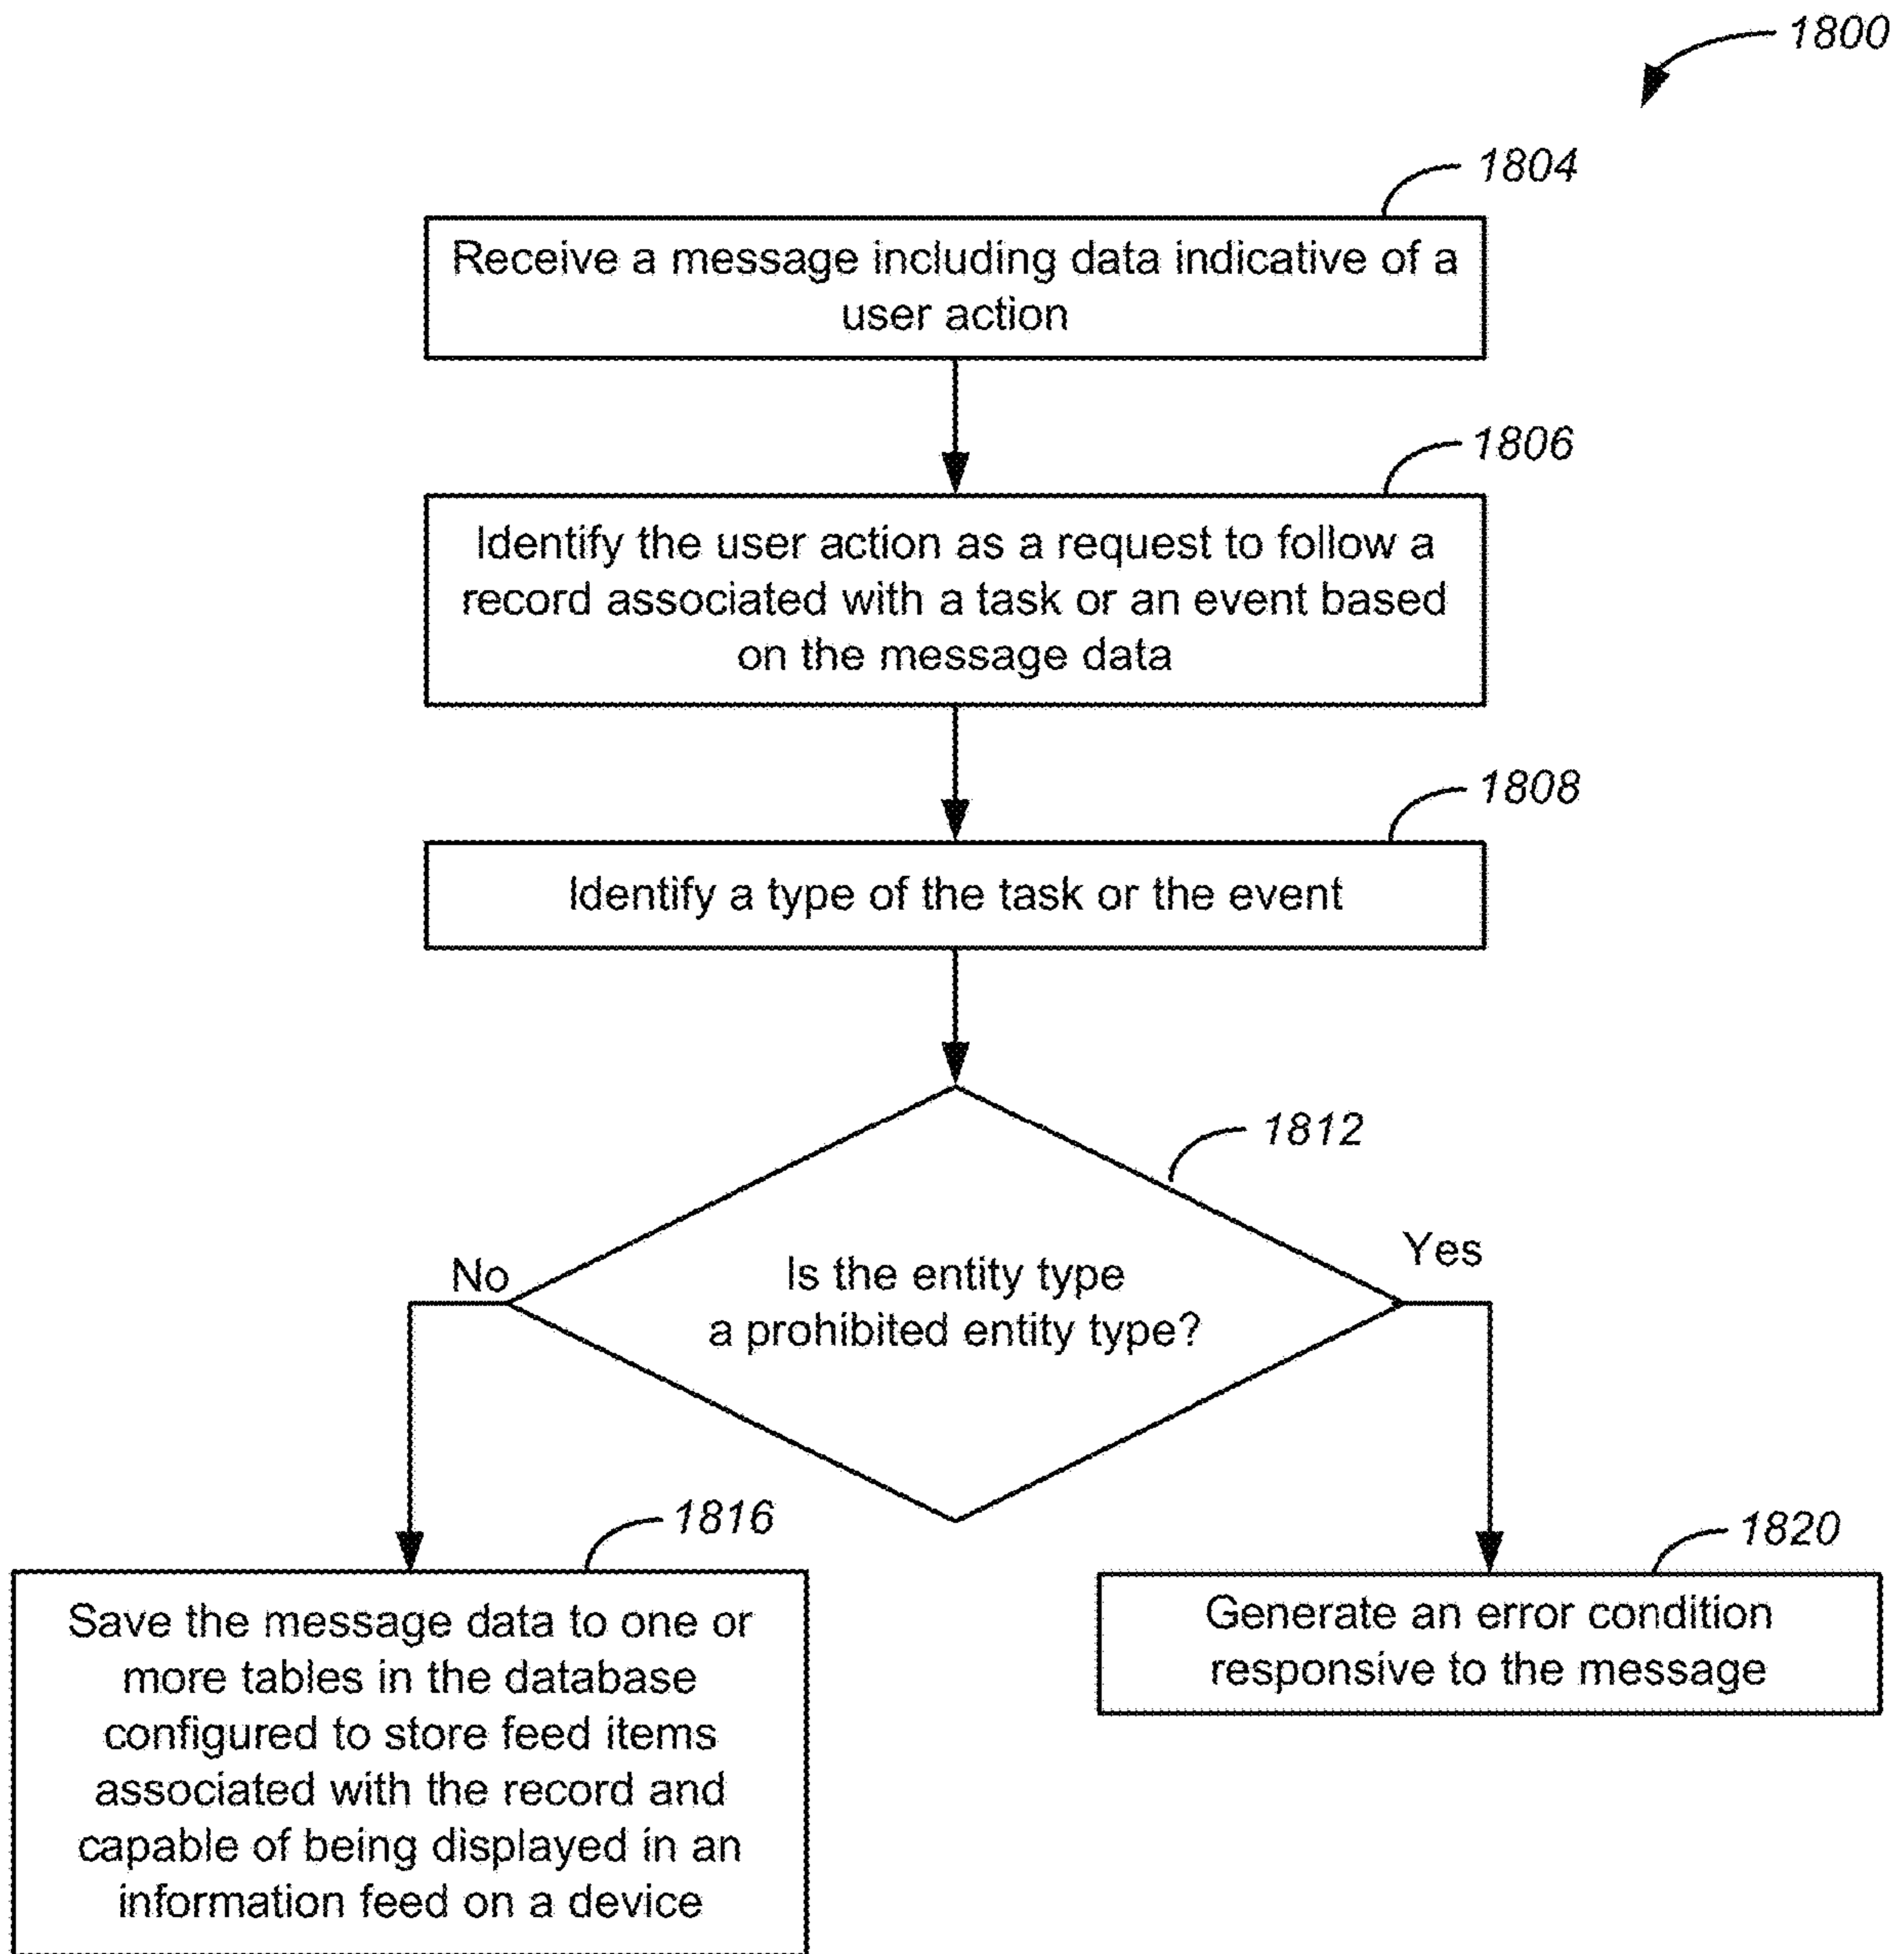 1800
1804
Receive a message including data indicative of a
user action
1806
Identify the user action as a request to follow a
record associated with a task or an event based
on the message data
1808
Identify a type of the task or the event
1812
No
Yes
Is the entity type
a prohibited entity type?
1816
1820
Save the message data to one or
more tables in the database
configured to store feed items
associated with the record and
capable of being displayed in an
information feed on a device
Generate an error condition
responsive to the message